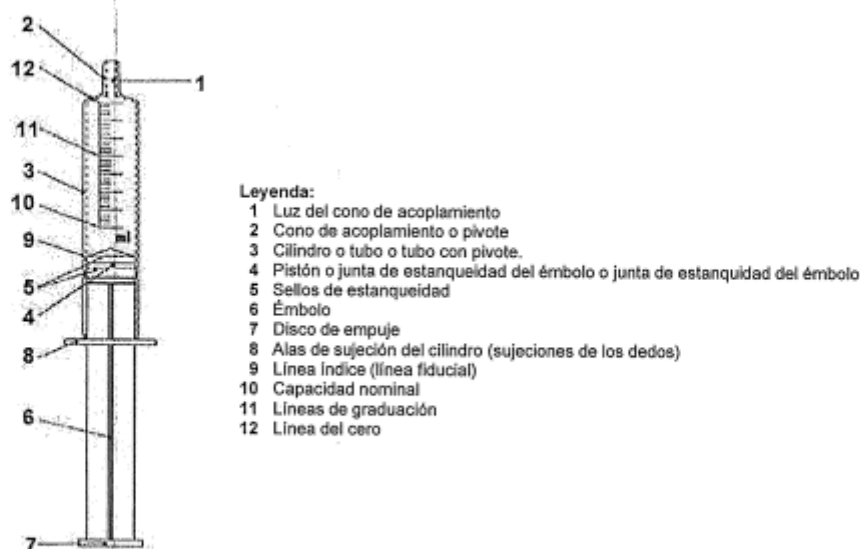 2
12
1
11
3
10
ml
9
5
4
8
6
7
Leyenda:
1 Luz del cono de acoplamiento
2 Cono de acoplamiento o pivote
3 Cilindro o tubo o tubo con pivote.
4 Pistón o junta de estanqueidad del émbolo o junta de estanquidad del émbolo
5 Sellos de estanqueidad
6 Émbolo
7 Disco de empuje
8 Alas de sujeción del cilindro (sujeciones de los dedos)
9 Línea índice (línea fiducial)
10 Capacidad nominal
11 Líneas de graduación
12 Línea del cero